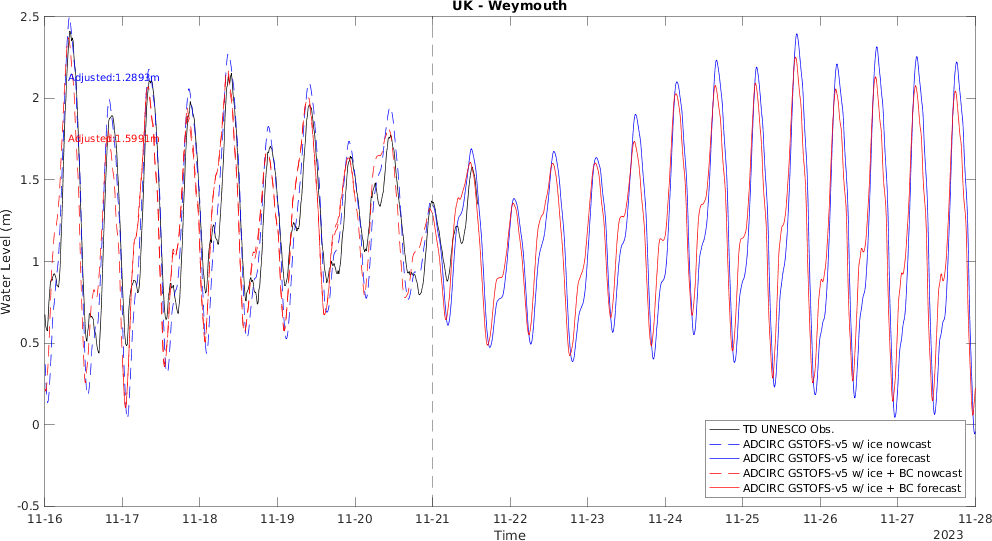 UK - Weymouth
2.5
2
1.5
1
0.5
0
-0.5
Water Level (m)
Adjusted:1.2893m
Adjusted:1.5991m
TD UNESCO Obs.
ADCIRC GSTOFS-v5 w/ ice nowcast
ADCIRC GSTOFS-v5 w/ ice forecast
ADCIRC GSTOFS-v5 w/ ice + BC nowcast
ADCIRC GSTOFS-v5 w/ ice + BC forecast
11-16 11-17 11-18 11-19 11-20 11-21 11-22 11-23 11-24 11-25 11-26 11-27 11-28
Time
2023